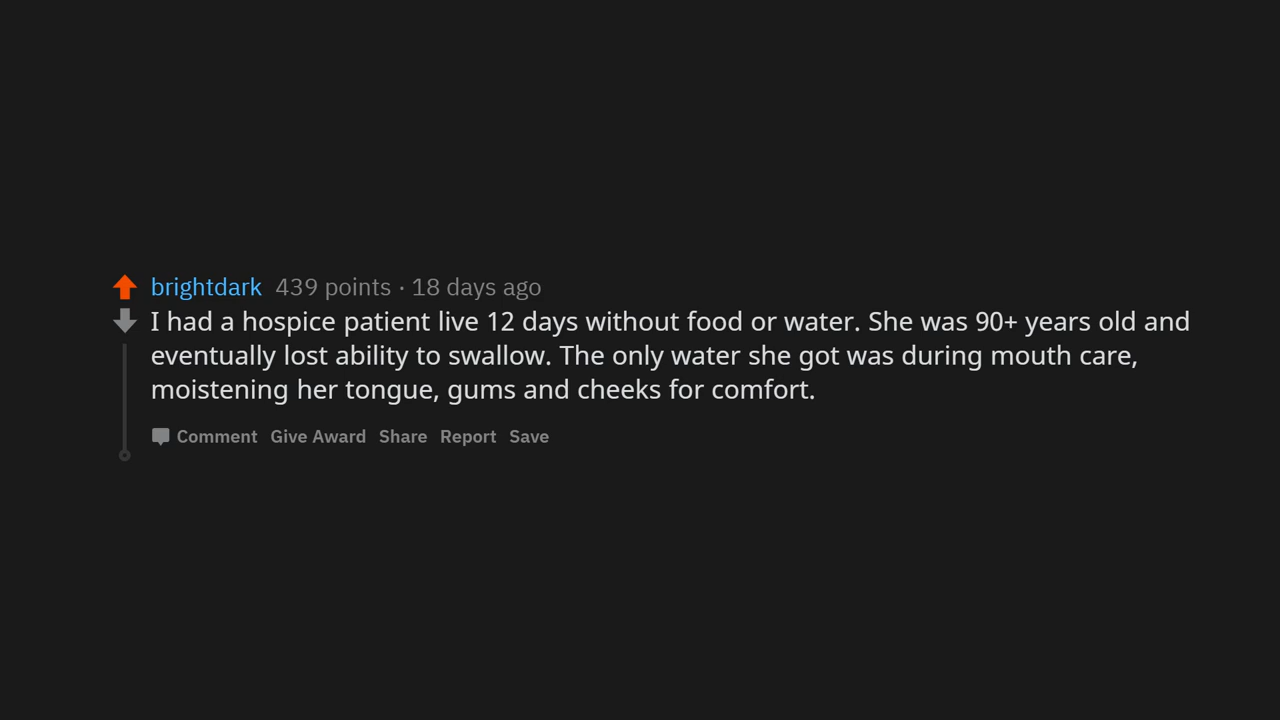 brightdark 439 points · 18 days ago
I had a hospice patient live 12 days without food or water. She was 90+ years old and
eventually lost ability to swallow. The only water she got was during mouth care,
moistening her tongue, gums and cheeks for comfort.
Comment Give Award Share Report Save